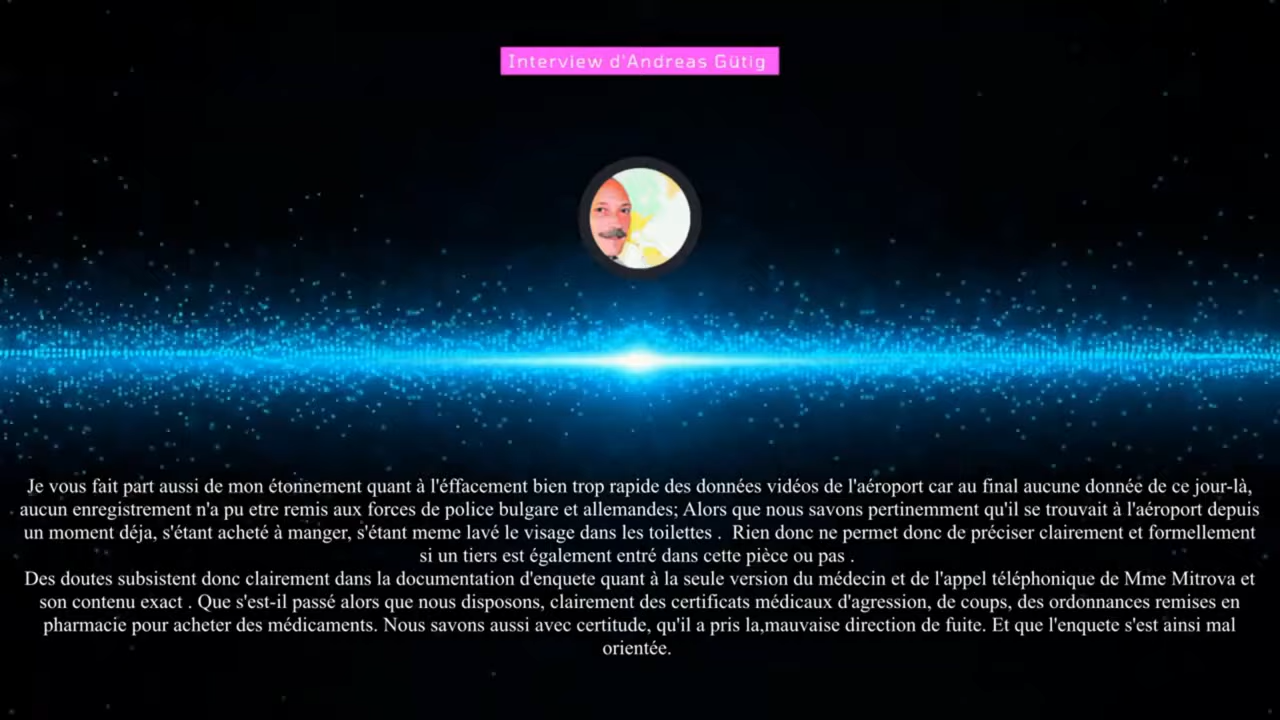 Interview d'Andreas Gütig
Je vous fait part aussi de mon étonnement quant à l'éffacement bien trop rapide des données vidéos de l'aéroport car au final aucune donnée de ce jour-là,
aucun enregistrement n'a pu etre remis aux forces de police bulgare et allemandes; Alors que nous savons pertinemment qu'il se trouvait à l'aéroport depuis
un moment déja, s'étant acheté à manger, s'étant meme lavé le visage dans les toilettes .  Rien donc ne permet donc de préciser clairement et formellement
si un tiers est également entré dans cette pièce ou pas .
Des doutes subsistent donc clairement dans la documentation d'enquete quant à la seule version du médecin et de l'appel téléphonique de Mme Mitrova et
son contenu exact . Que s'est-il passé alors que nous disposons, clairement des certificats médicaux d'agression, de coups, des ordonnances remises en
pharmacie pour acheter des médicaments. Nous savons aussi avec certitude, qu'il a pris la,mauvaise direction de fuite. Et que l'enquete s'est ainsi mal
orientée.